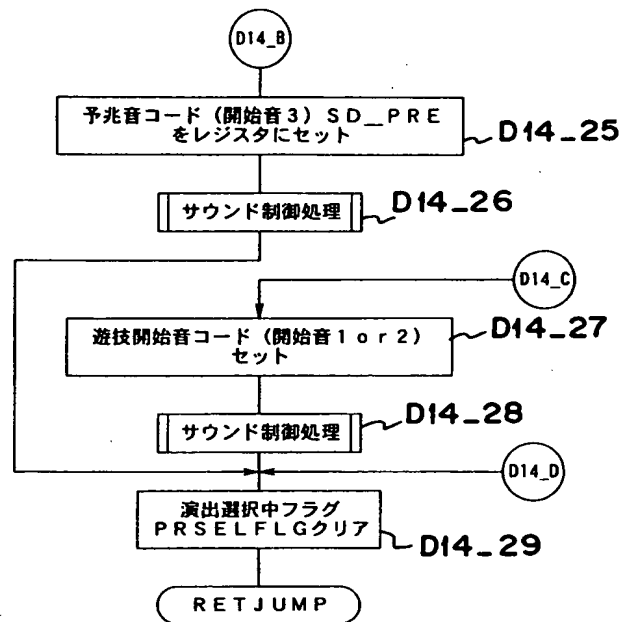 D14_B
予兆音コード（開始音3）SD__PRE
をレジスタにセット
D14_25
サウンド制御処理
D14_26
D14_C
遊技開始音コード（開始音1or2）
セット
D14_27
サウンド制御処理
D14_28
D14_D
演出選択中フラグ
PRSELFLGクリア
D14_29
RETJUMP